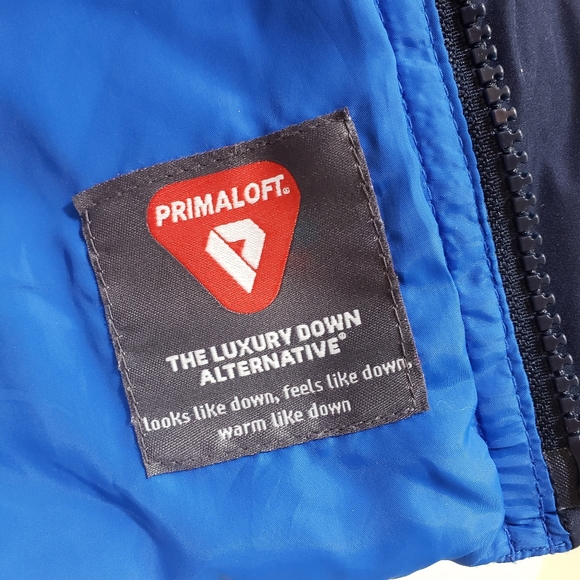 PRIMALOFT®
THE LUXURY DOWN
ALTERNATIVE®
looks like down, feels like down,
warm like down